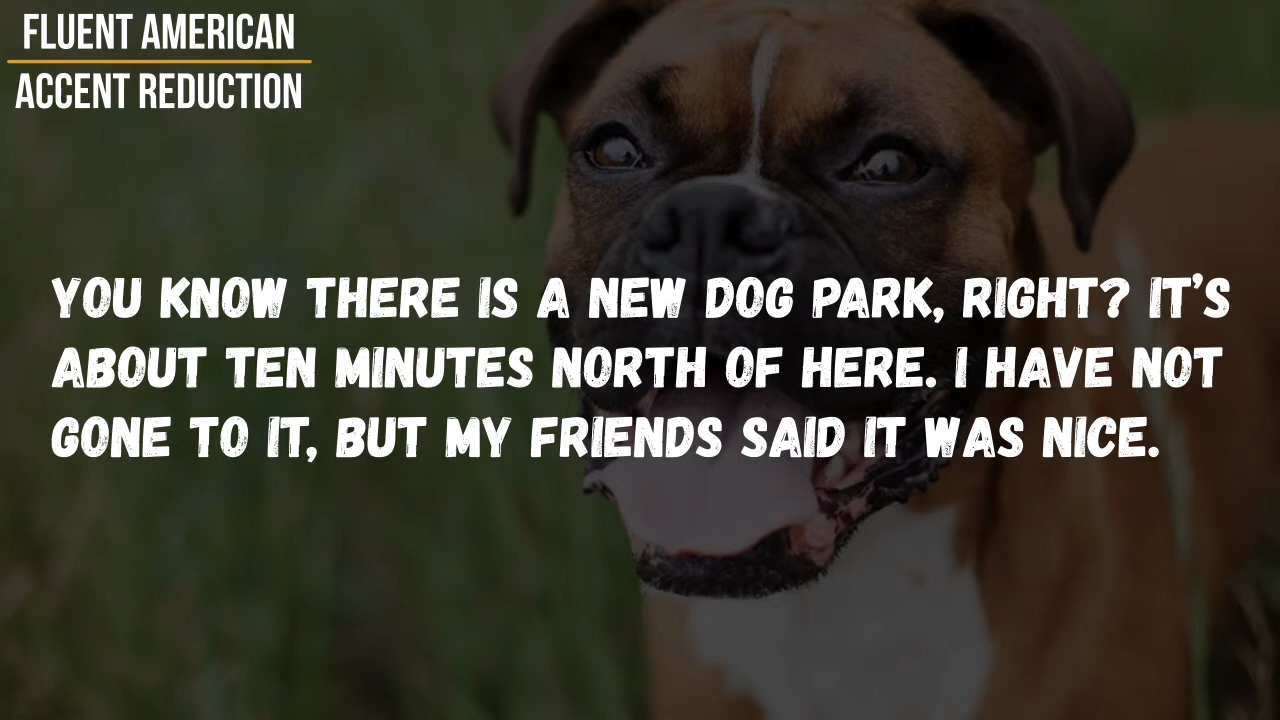 FLUENT AMERICAN
ACCENT REDUCTION
YOU KNOW THERE IS A NEW DOG PARK, RIGHT? IT’S
ABOUT TEN MINUTES NORTH OF HERE. I HAVE NOT
GONE TO IT, BUT MY FRIENDS SAID IT WAS NICE.